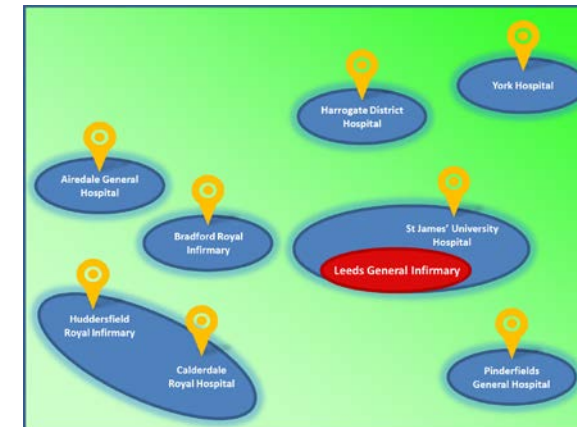 York Hospital
Harrogate District
Hospital
Airedale General
Hospital
Bradford Royal
Infirmary
St James' University
Hospital
Leeds General Infirmary
Huddersfield
Royal Infirmary
Calderdale
Royal Hospital
Pinderfields
General Hospital